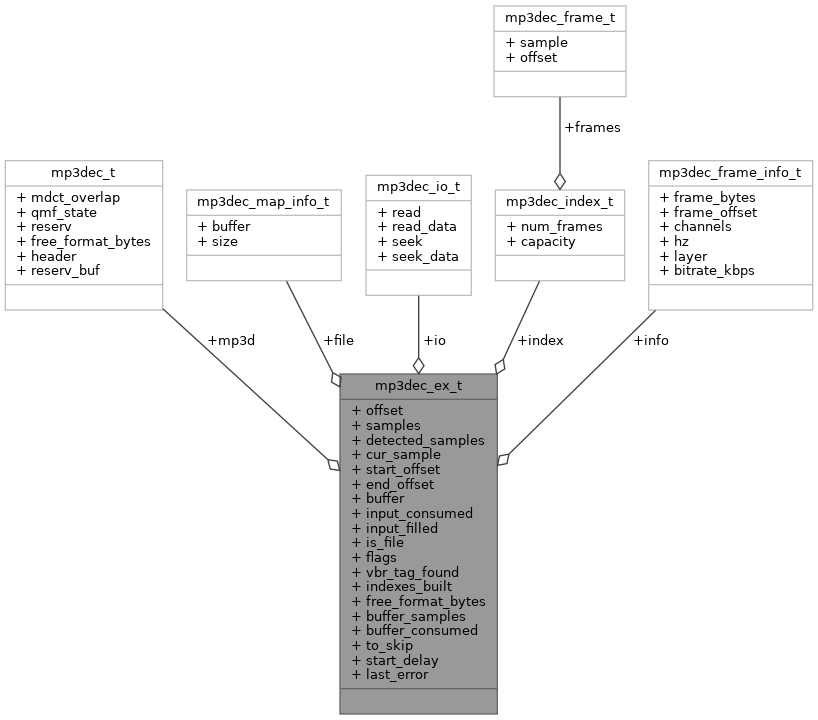 mp3dec_frame_t
+ sample
+ offset
+frames
mp3dec_t
+ mdct_overlap
+ qmf_state
+ reserv
+ free_format_bytes
+ header
+ reserv_buf
mp3dec_map_info_t
+ buffer
+ size
mp3dec_io_t
+ read
+ read_data
+ seek
+ seek_data
mp3dec_index_t
+ num_frames
+ capacity
mp3dec_frame_info_t
+ frame_bytes
+ frame_offset
+ channels
+ hz
+ layer
+ bitrate_kbps
+mp3d
+file
+io
+index
+info
mp3dec_ex_t
+ offset
+ samples
+ detected_samples
+ cur_sample
+ start_offset
+ end_offset
+ buffer
+ input_consumed
+ input_filled
+ is_file
+ flags
+ vbr_tag_found
+ indexes_built
+ free_format_bytes
+ buffer_samples
+ buffer_consumed
+ to_skip
+ start_delay
+ last_error